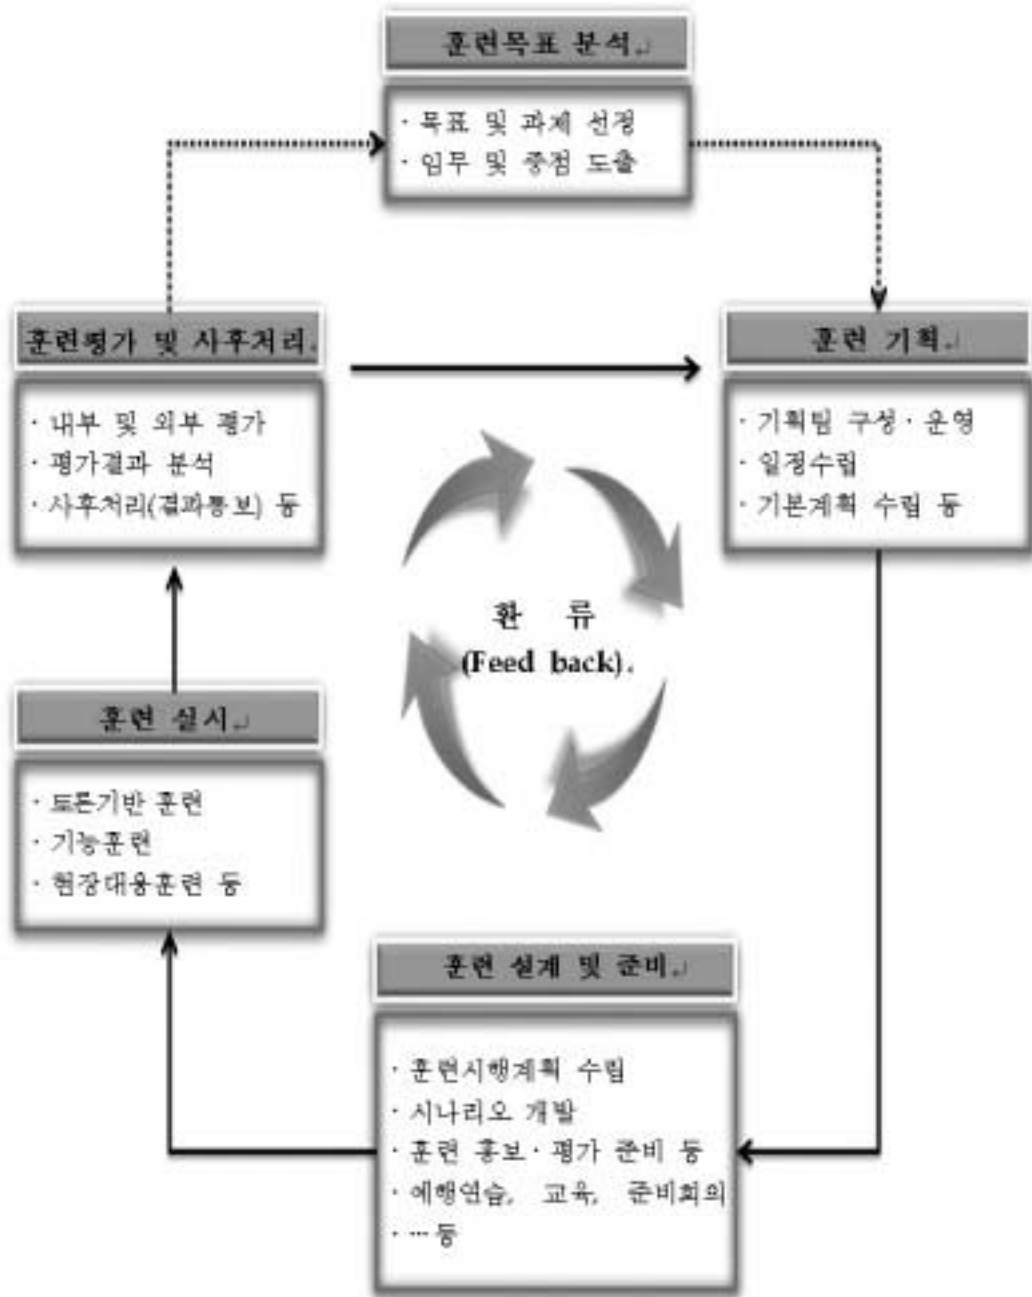 훈련목표 분석
· 목표 및 과제 선정
· 임무 및 중점 도출
훈련평가 및 사후처리
· 내부 및 외부 평가
· 평가결과 분석
· 사후처리(결과통보) 등
훈련 기획
· 기획팀 구성 · 운영
· 일정수립
· 기본계획 수립 등
환 류
(Feed back)
훈련 실시
· 토론기반 훈련
· 기능훈련
· 현장대응훈련 등
훈련 설계 및 준비
· 훈련시행계획 수립
· 시나리오 개발
· 훈련 홍보 · 평가 준비 등
· 예행연습, 교육, 준비회의
· … 등